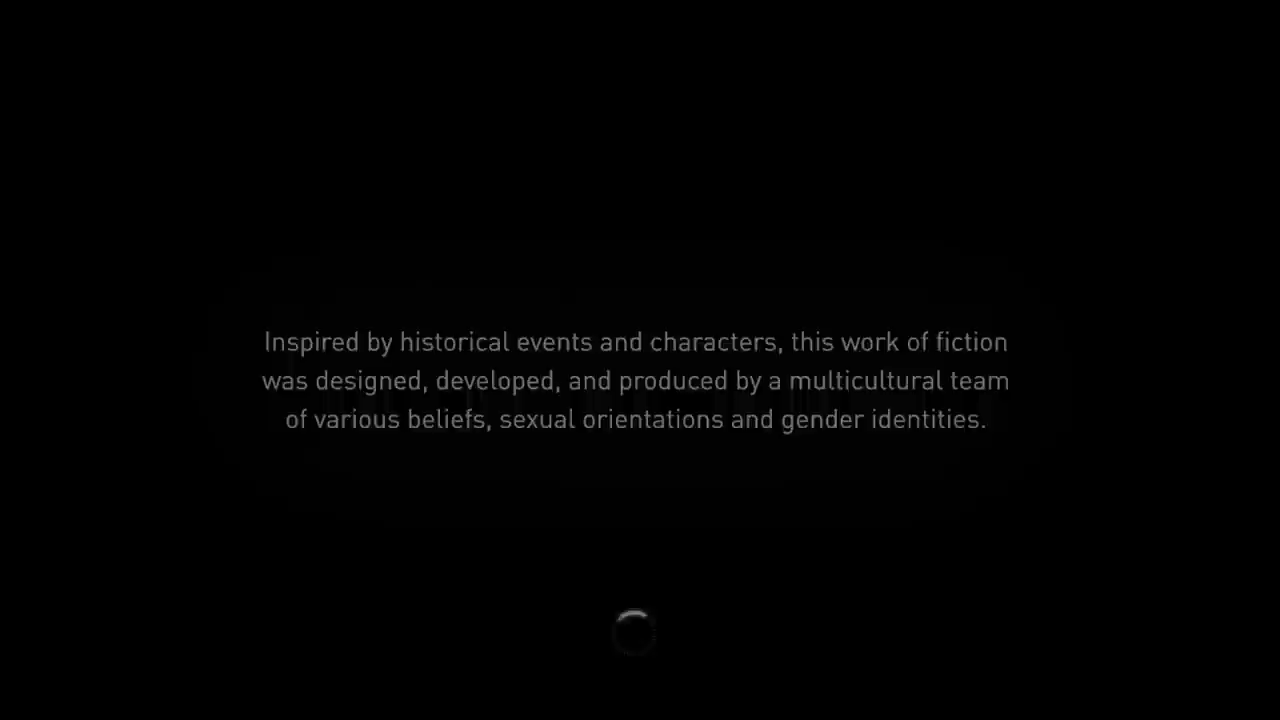 Inspired by historical events and characters, this work of fiction
was designed, developed, and produced by a multicultural team
of various beliefs, sexual orientations and gender identities.